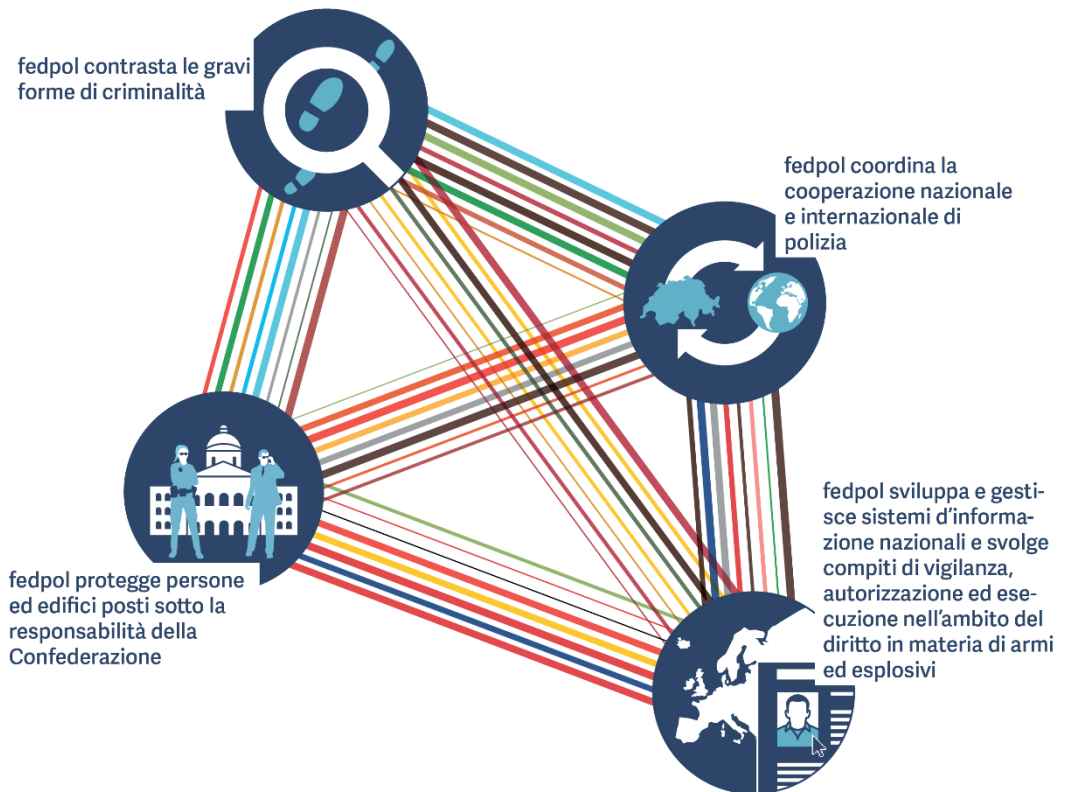 fedpol contrasta le gravi
forme di criminalità
fedpol coordina la
cooperazione nazionale
e internazionale di
polizia
fedpol protegge persone
ed edifici posti sotto la
responsabilità della
Confederazione
fedpol sviluppa e gesti-
sce sistemi d'informa-
zione nazionali e svolge
compiti di vigilanza,
autorizzazione ed ese-
cuzione nell'ambito del
diritto in materia di armi
ed esplosivi